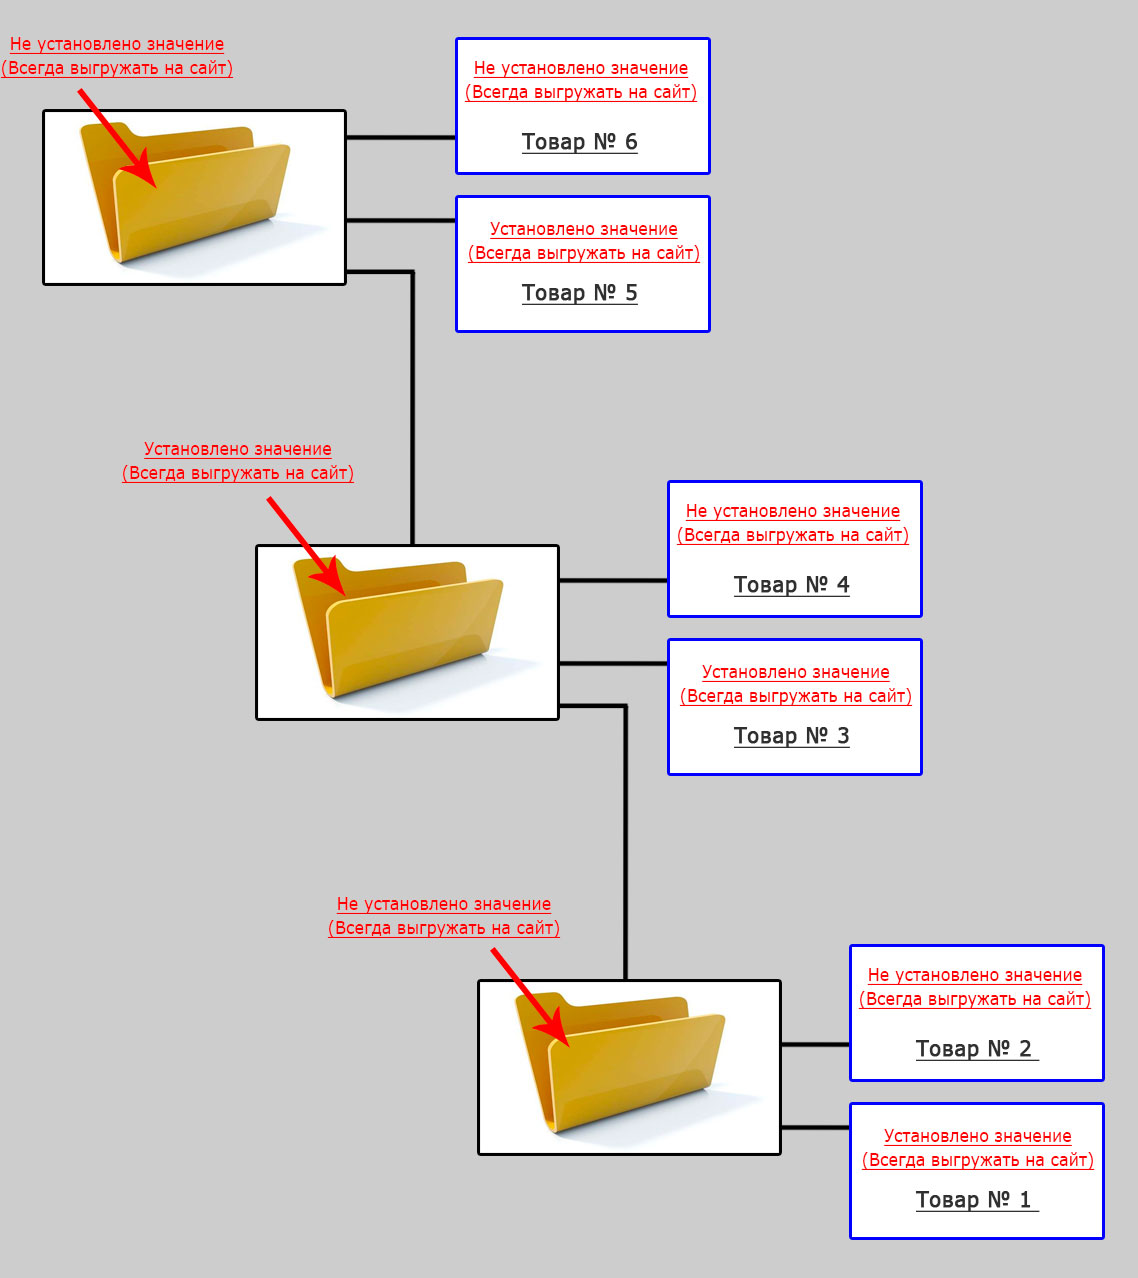 Не установлено значение
(Всегда выгружать на сайт)
Не установлено значение
(Всегда выгружать на сайт)
Товар № 6
Установлено значение
(Всегда выгружать на сайт)
Товар № 5
Установлено значение
(Всегда выгружать на сайт)
Не установлено значение
(Всегда выгружать на сайт)
Товар № 4
Установлено значение
(Всегда выгружать на сайт)
Товар № 3
Не установлено значение
(Всегда выгружать на сайт)
Не установлено значение
(Всегда выгружать на сайт)
Товар № 2
Установлено значение
(Всегда выгружать на сайт)
Товар № 1